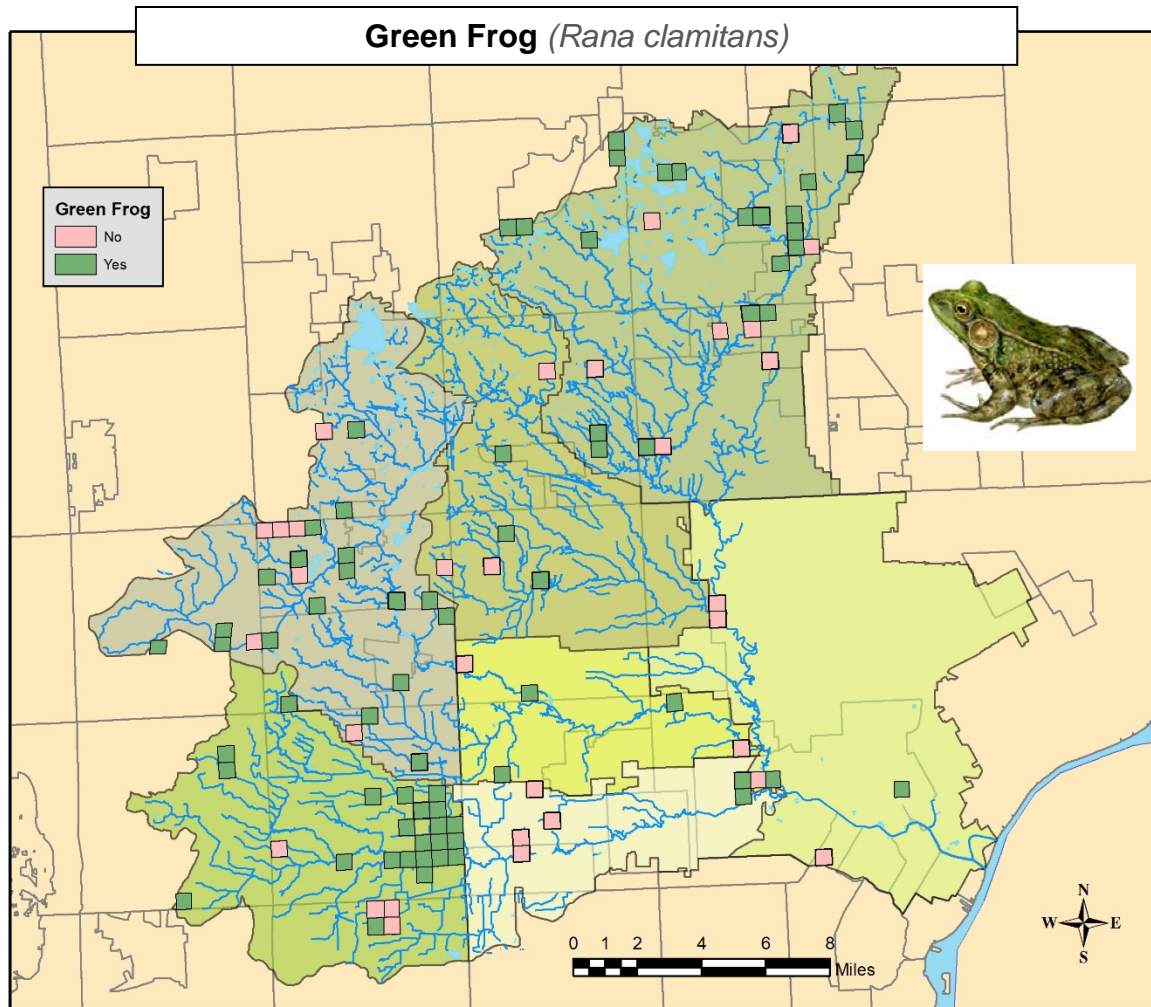 Green Frog (Rana clamitans)
Green Frog
No
Yes
N
W E
S
0 1 2 4 6 8
Miles